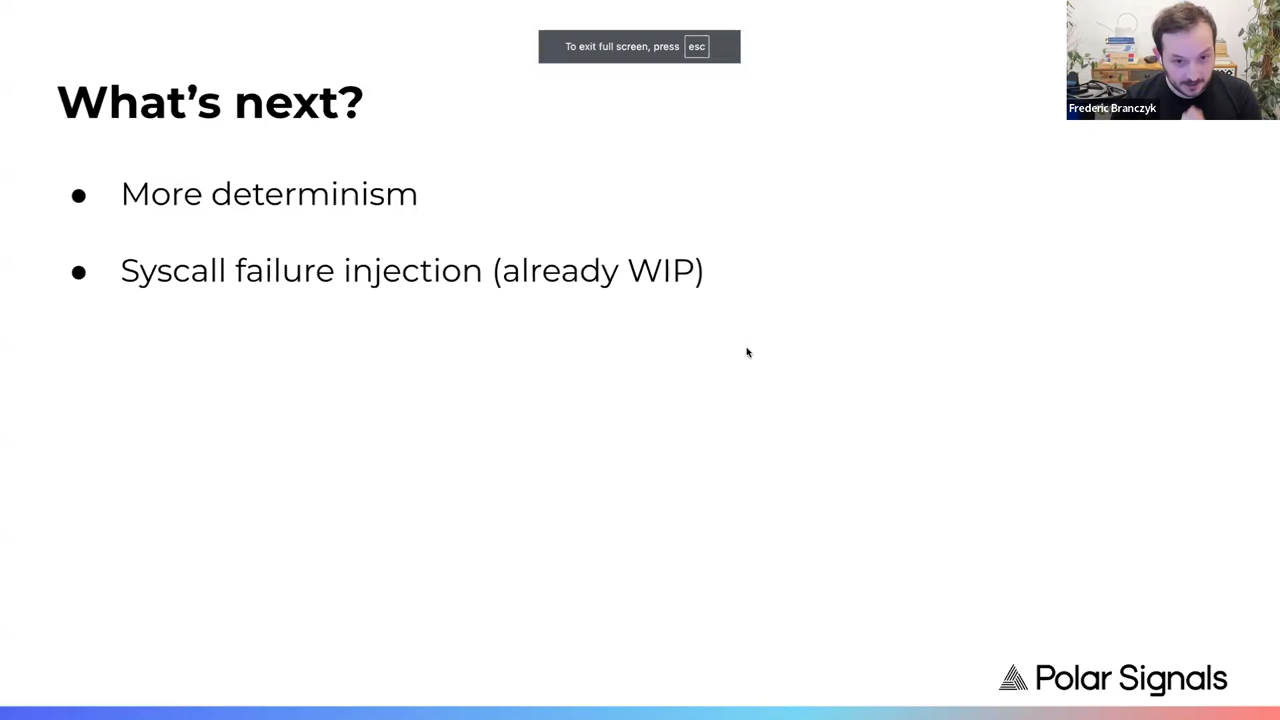 To exit full screen, press esc
Frederic Branczyk
What's next?
● More determinism
● Syscall failure injection (already WIP)
Polar Signals